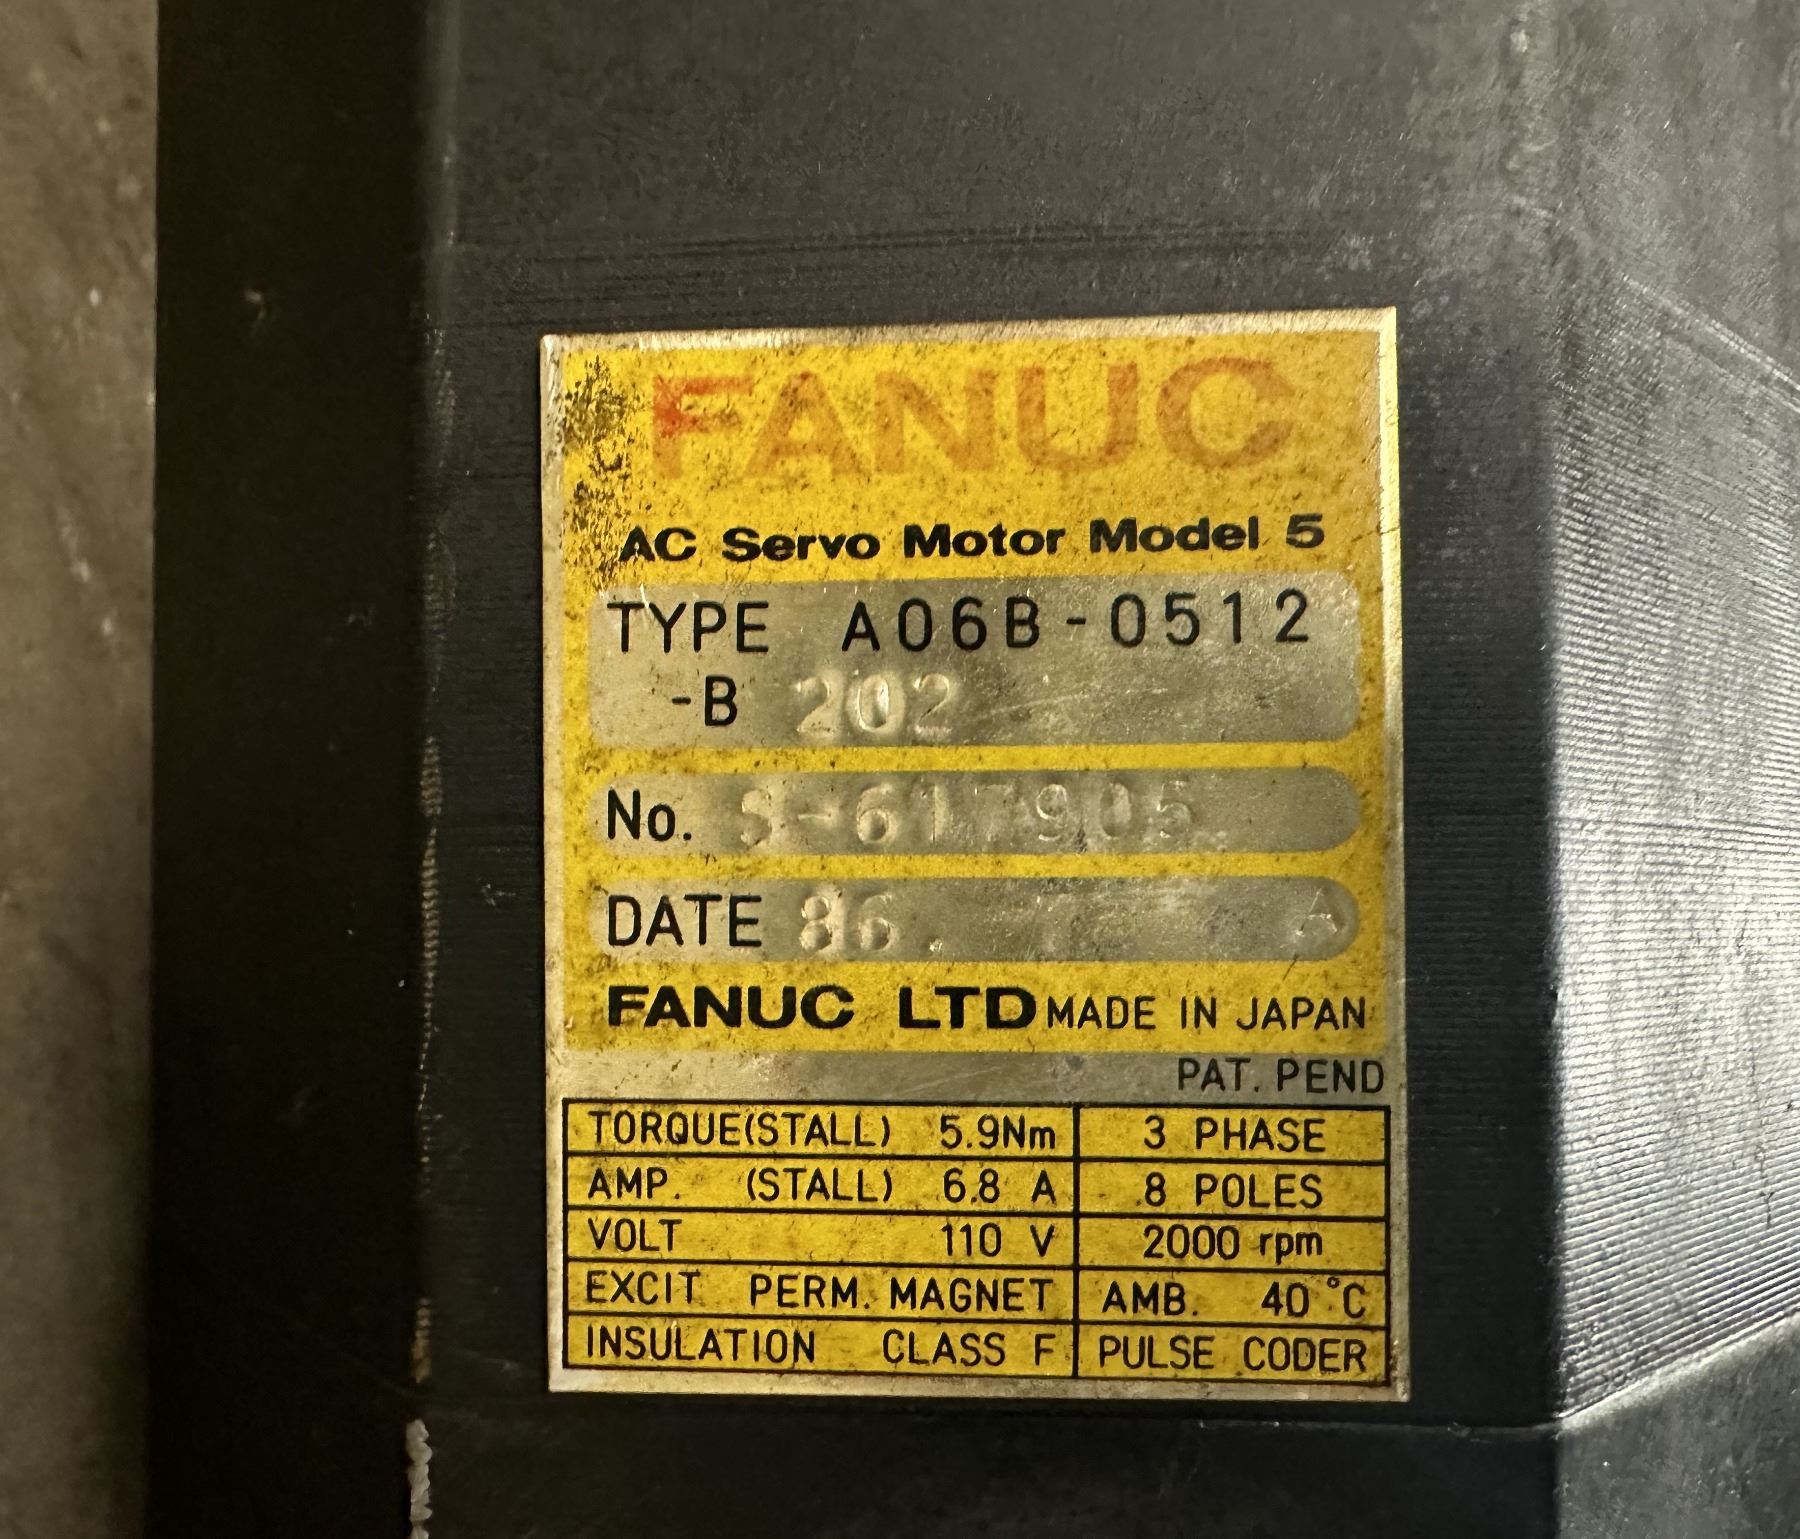 FANUC
AC Servo Motor Model 5
TYPE A06B-0512
-B 202
No. S-617905
DATE 86. A
FANUC LTD MADE IN JAPAN
PAT. PEND
TORQUE(STALL) 5.9Nm 3 PHASE
AMP. (STALL) 6.8 A 8 POLES
VOLT 110 V 2000 rpm
EXCIT PERM. MAGNET AMB. 40°C
INSULATION CLASS F PULSE CODER